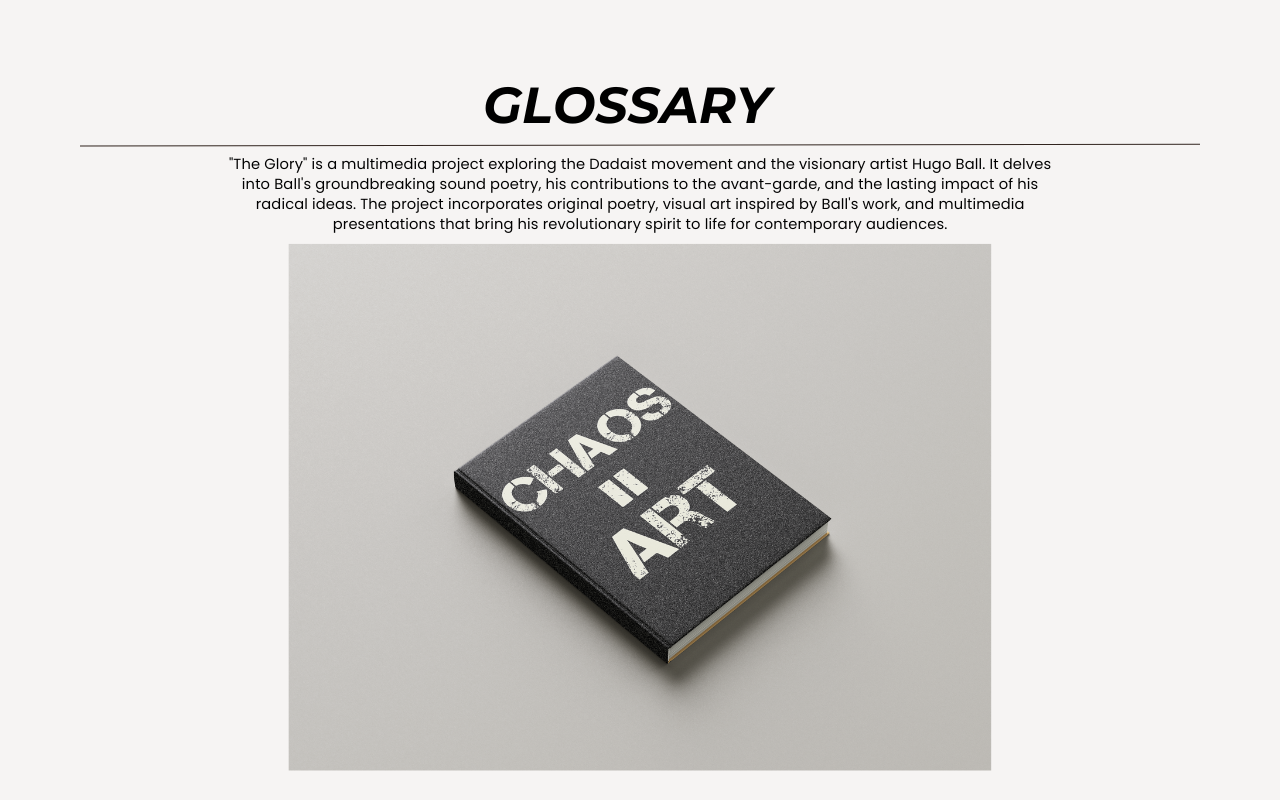 GLOSSARY
"The Glory" is a multimedia project exploring the Dadaist movement and the visionary artist Hugo Ball. It delves
into Ball's groundbreaking sound poetry, his contributions to the avant-garde, and the lasting impact of his
radical ideas. The project incorporates original poetry, visual art inspired by Ball's work, and multimedia
presentations that bring his revolutionary spirit to life for contemporary audiences.
CHAOS
=
ART